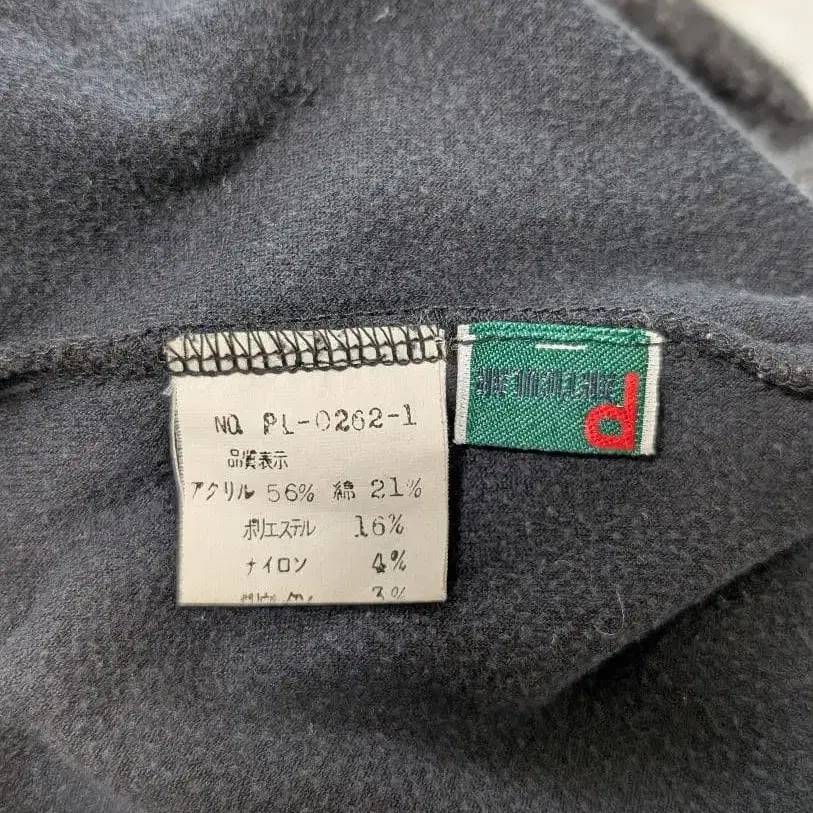 NO. PL-0262-1
品質表示
アクリル 56% 綿 21%
ポリエステル 16%
ナイロン 4%
3%
P